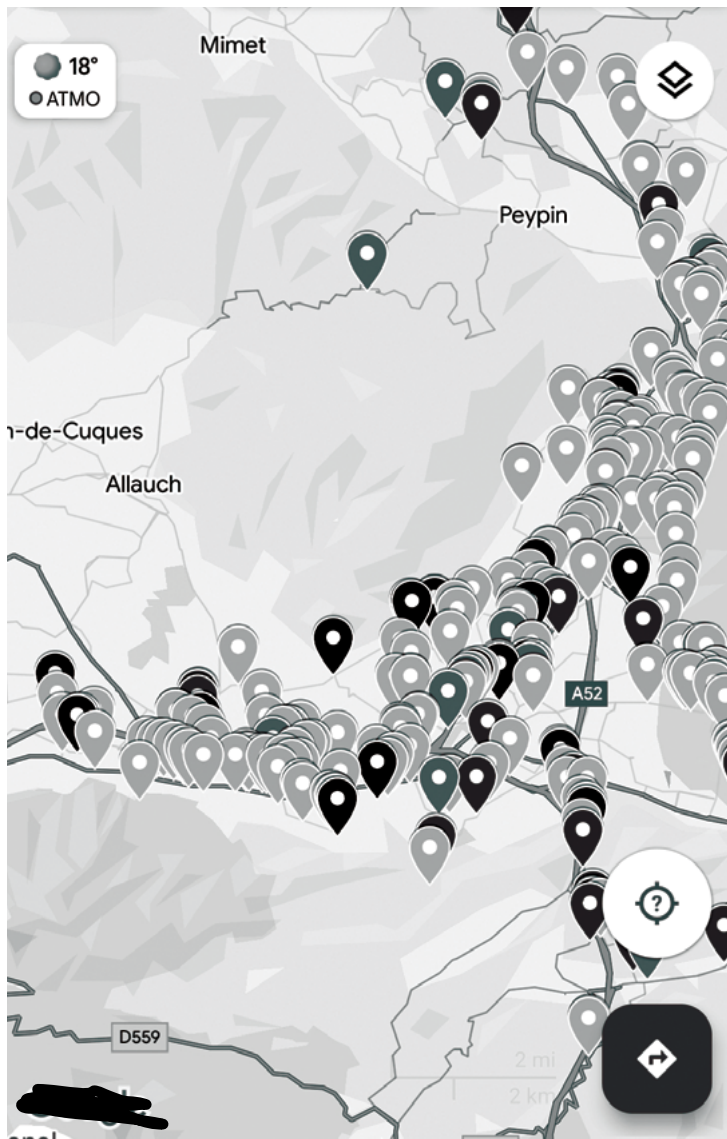 Mimet
18°
ATMO
Peypin
n-de-Cuques
Allauch
A52
?
D559
2 mi
2 km